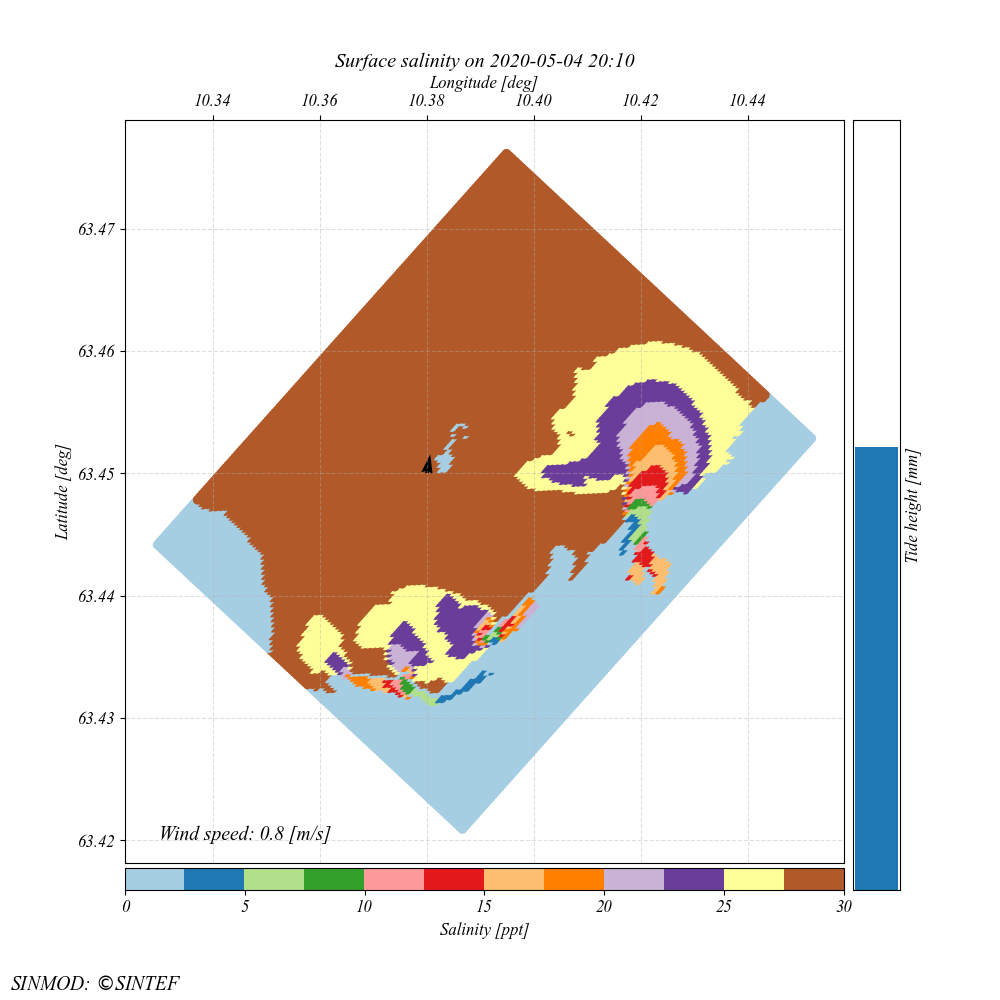 Surface salinity on 2020-05-04 20:10
Longitude [deg]
10.34 10.36 10.38 10.40 10.42 10.44
63.47
63.46
63.45
63.44
63.43
63.42
Latitude [deg]
Tide height [mm]
Wind speed: 0.8 [m/s]
0 5 10 15 20 25 30
Salinity [ppt]
SINMOD: ©SINTEF